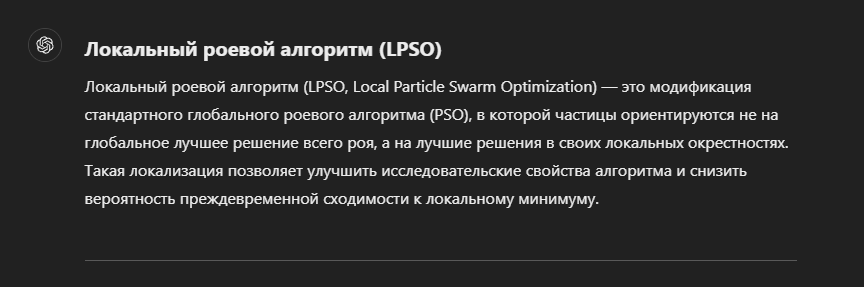 Локальный роевой алгоритм (LPSO)
Локальный роевой алгоритм (LPSO, Local Particle Swarm Optimization) — это модификация
стандартного глобального роевого алгоритма (PSO), в которой частицы ориентируются не на
глобальное лучшее решение всего роя, а на лучшие решения в своих локальных окрестностях.
Такая локализация позволяет улучшить исследовательские свойства алгоритма и снизить
вероятность преждевременной сходимости к локальному минимуму.